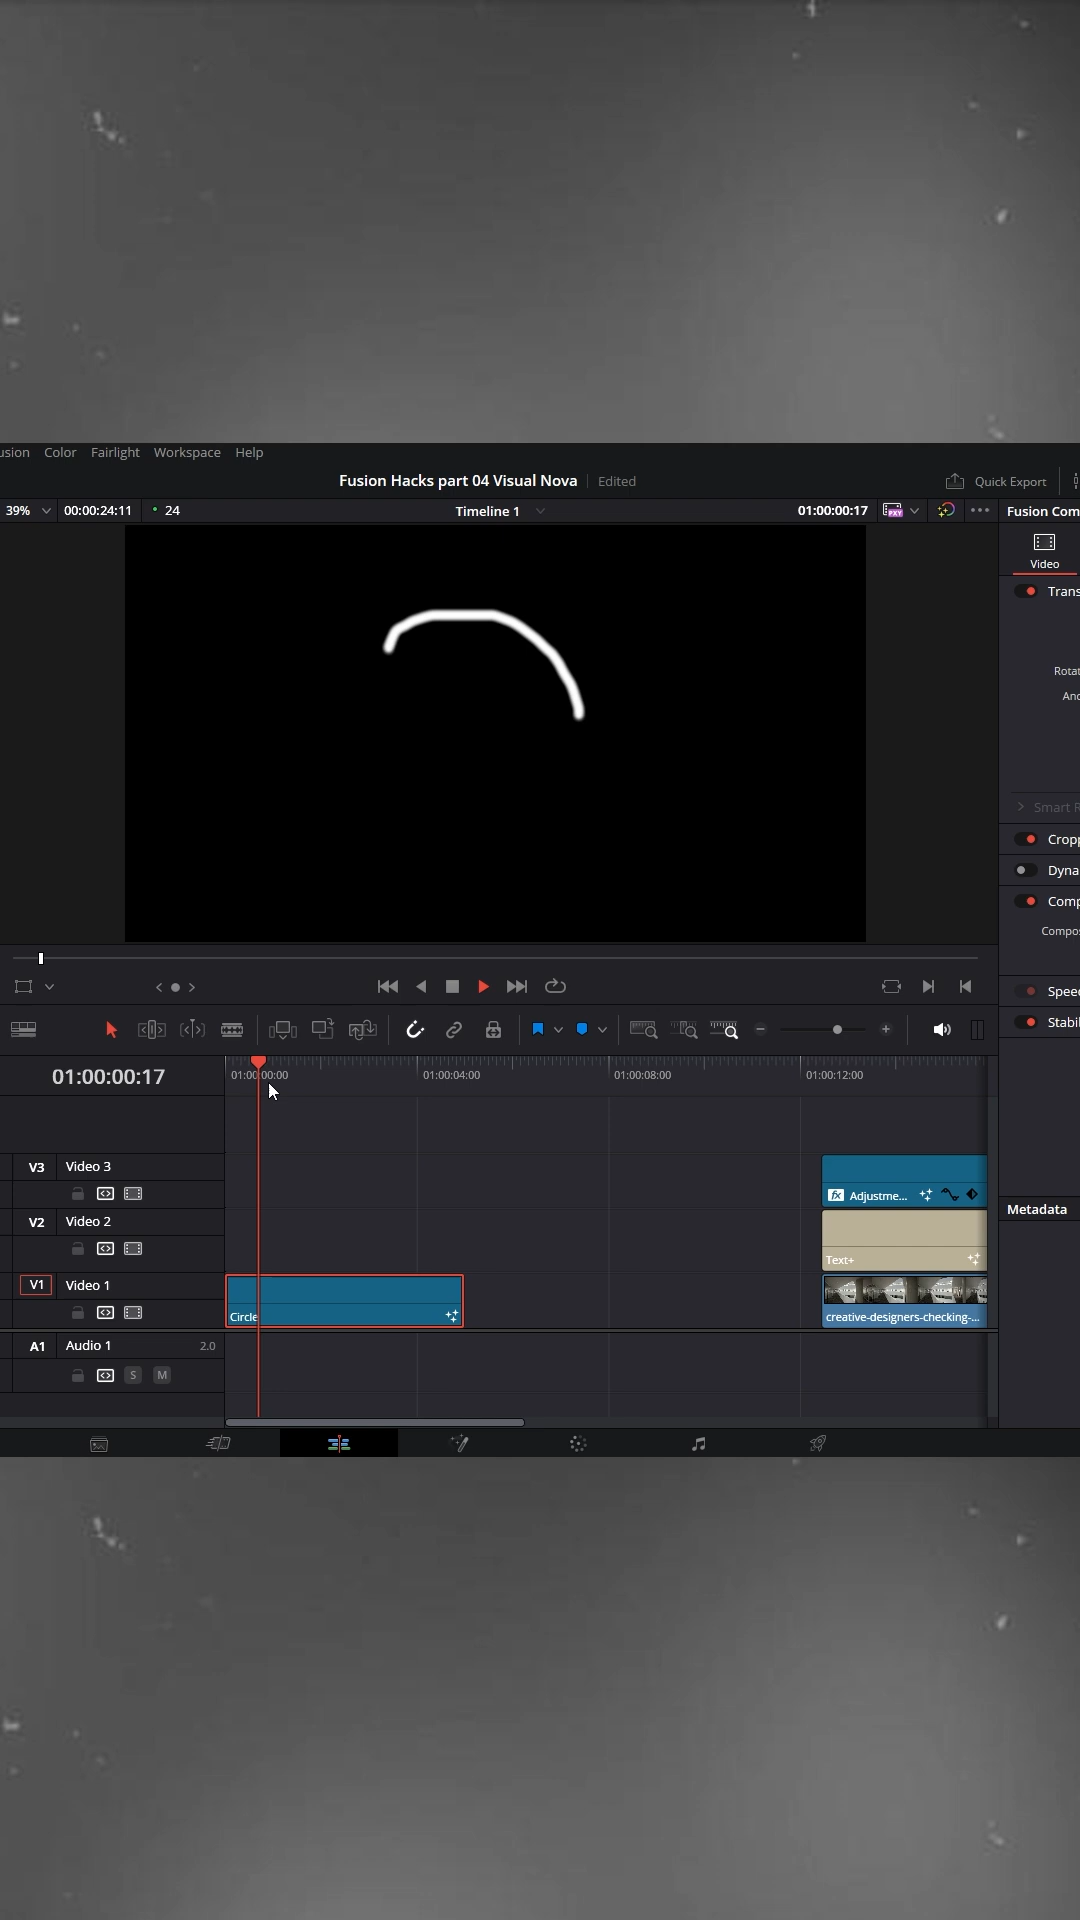 usion Color Fairlight Workspace Help
Fusion Hacks part 04 Visual Nova Edited
Quick Export
39% 00:00:24:11 24 Timeline 1 01:00:00:17
PXY
Fusion Com
Video
Trans
Rotat
Anc
Smart R
Cropp
Dyna
Comp
Compos
Speed
Stabil
01:00:00:17
01:00:00:00 01:00:04:00 01:00:08:00 01:00:12:00
V3 Video 3
fx Adjustme...
V2 Video 2
Text+
V1 Video 1
Circle
creative-designers-checking-...
Metadata
A1 Audio 1 2.0
S M